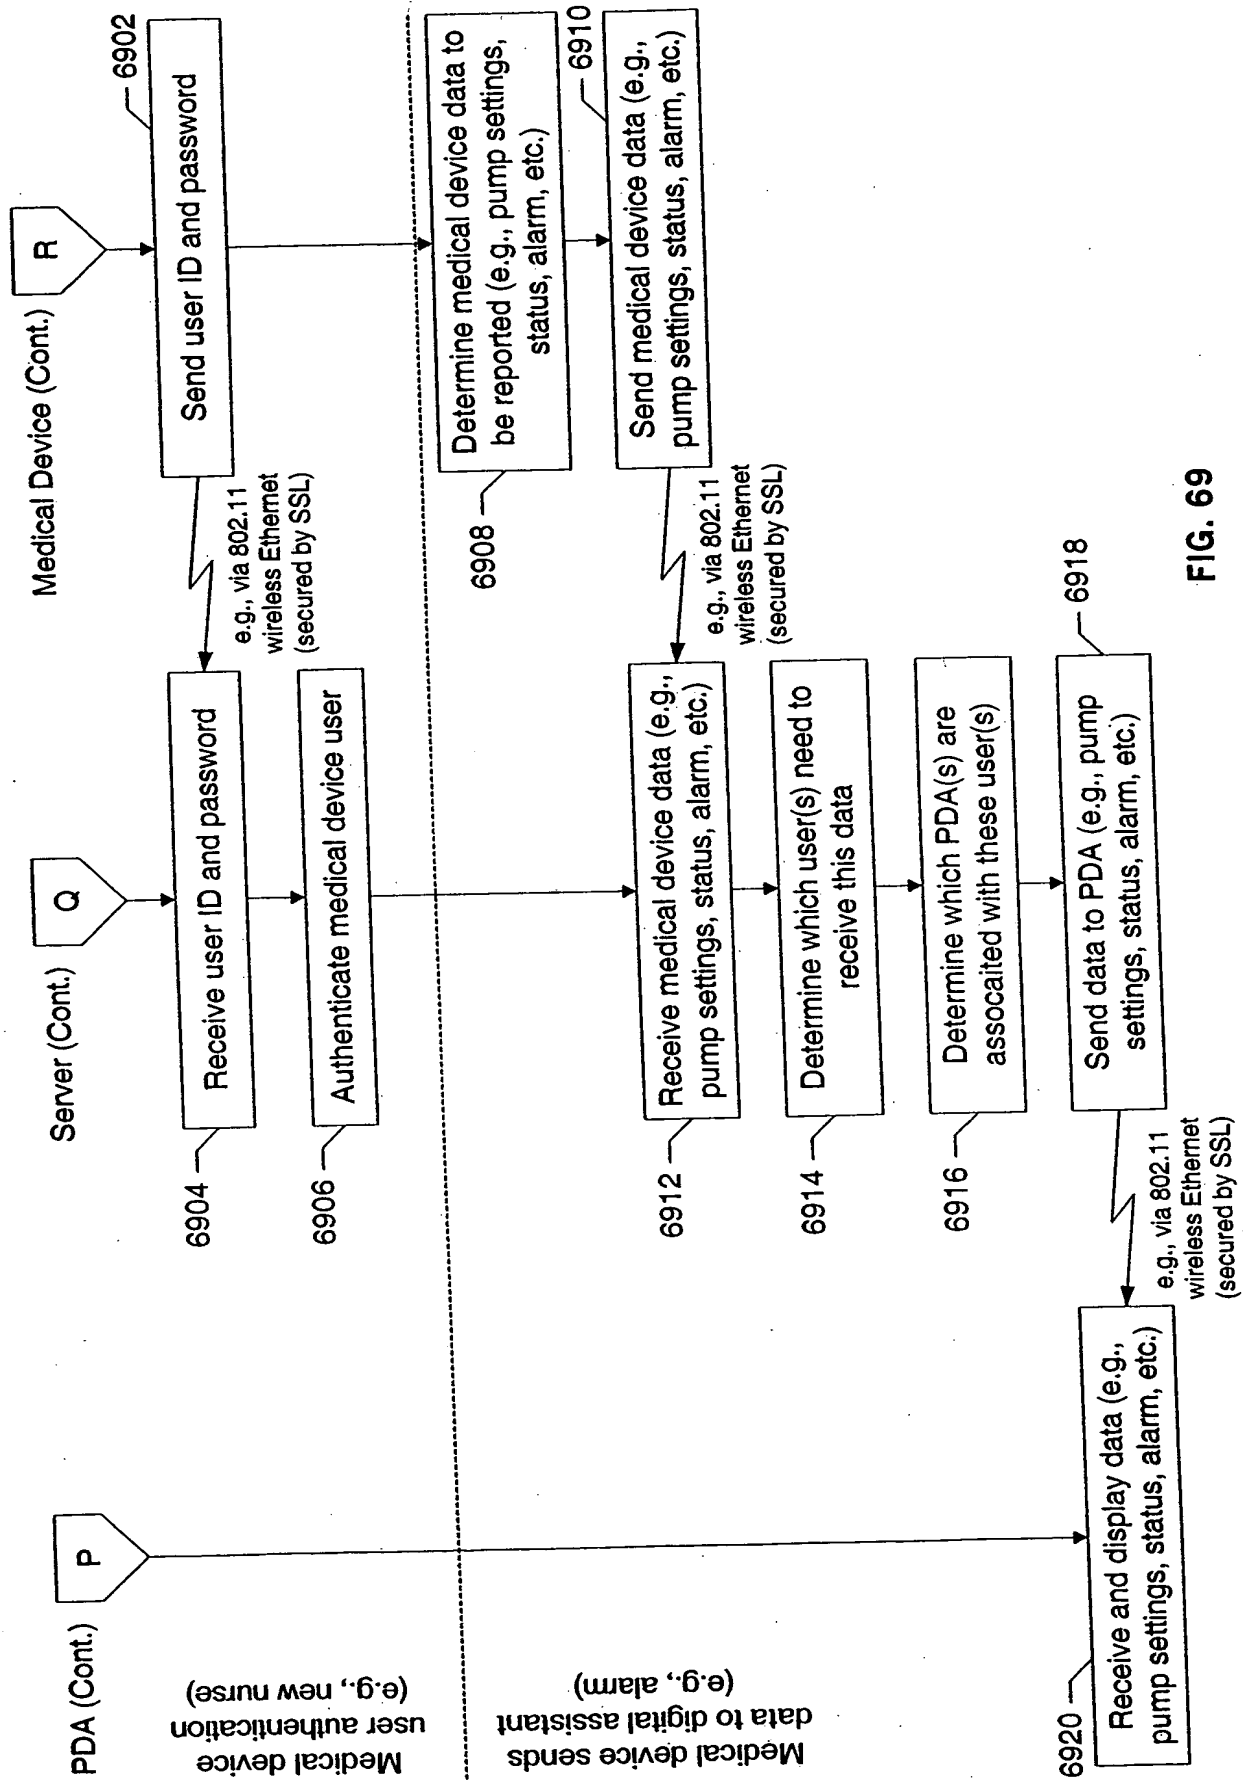 PDA (Cont.)
Server (Cont.)
Medical Device (Cont.)
P
Q
R
Medical device
user authentication
(e.g., new nurse)
6902
Send user ID and password
e.g., via 802.11
wireless Ethernet
(secured by SSL)
6904
Receive user ID and password
6906
Authenticate medical device user
Medical device sends
data to digital assistant
(e.g., alarm)
6908
Determine medical device data to
be reported (e.g., pump settings,
status, alarm, etc.)
6910
Send medical device data (e.g.,
pump settings, status, alarm, etc.)
e.g., via 802.11
wireless Ethernet
(secured by SSL)
6912
Receive medical device data (e.g.,
pump settings, status, alarm, etc.)
6914
Determine which user(s) need to
receive this data
6916
Determine which PDA(s) are
assocaited with these user(s)
6918
Send data to PDA (e.g., pump
settings, status, alarm, etc.)
e.g., via 802.11
wireless Ethernet
(secured by SSL)
6920
Receive and display data (e.g.,
pump settings, status, alarm, etc.)
FIG. 69